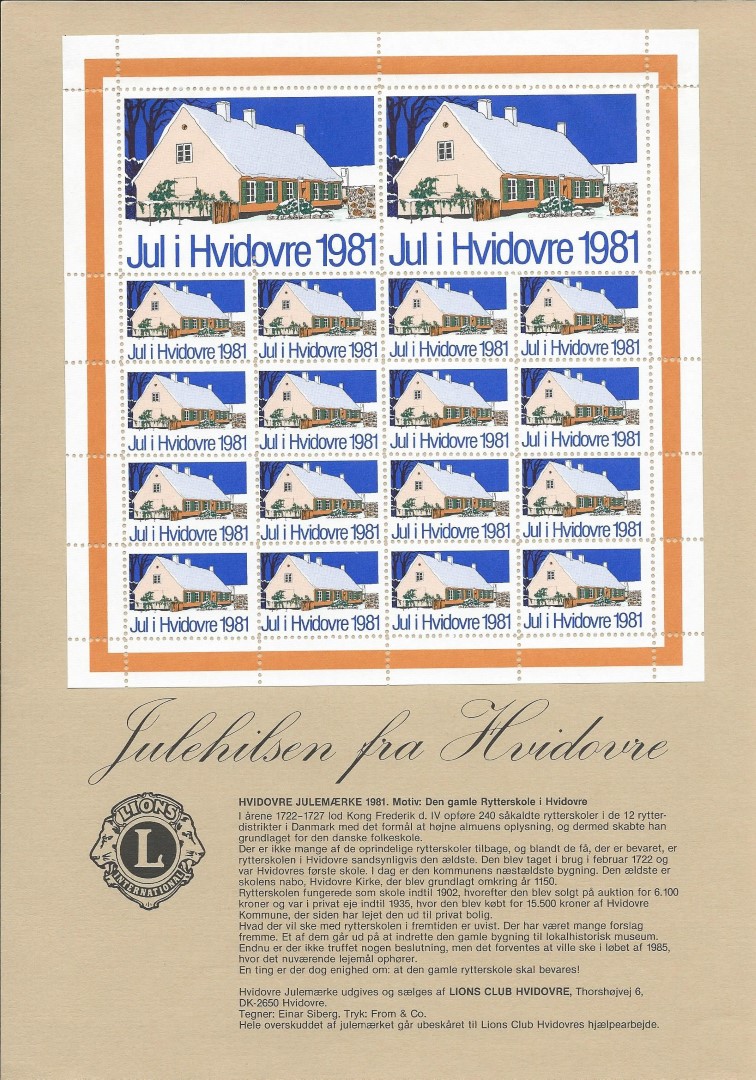 Jul i Hvidovre 1981 Jul i Hvidovre 1981
Jul i Hvidovre 1981 Jul i Hvidovre 1981 Jul i Hvidovre 1981 Jul i Hvidovre 1981
Jul i Hvidovre 1981 Jul i Hvidovre 1981 Jul i Hvidovre 1981 Jul i Hvidovre 1981
Jul i Hvidovre 1981 Jul i Hvidovre 1981 Jul i Hvidovre 1981 Jul i Hvidovre 1981
Jul i Hvidovre 1981 Jul i Hvidovre 1981 Jul i Hvidovre 1981 Jul i Hvidovre 1981
Julehilsen fra Hvidovre
LIONS
L
INTERNATIONAL
HVIDOVRE JULEMÆRKE 1981. Motiv: Den gamle Rytterskole i Hvidovre
I årene 1722–1727 lod Kong Frederik d. IV opføre 240 såkaldte rytterskoler i de 12 rytter-
distrikter i Danmark med det formål at højne almuens oplysning, og dermed skabte han
grundlaget for den danske folkeskole.
Der er ikke mange af de oprindelige rytterskoler tilbage, og blandt de få, der er bevaret, er
rytterskolen i Hvidovre sandsynligvis den ældste. Den blev taget i brug i februar 1722 og
var Hvidovres første skole. I dag er den kommunens næstældste bygning. Den ældste er
skolens nabo, Hvidovre Kirke, der blev grundlagt omkring år 1150.
Rytterskolen fungerede som skole indtil 1902, hvorefter den blev solgt på auktion for 6.100
kroner og var i privat eje indtil 1935, hvor den blev købt for 15.500 kroner af Hvidovre
Kommune, der siden har lejet den ud til privat bolig.
Hvad der vil ske med rytterskolen i fremtiden er uvist. Der har været mange forslag
fremme. Et af dem går ud på at indrette den gamle bygning til lokalhistorisk museum.
Endnu er der ikke truffet nogen beslutning, men det forventes at ville ske i løbet af 1985,
hvor det nuværende lejemål ophører.
En ting er der dog enighed om: at den gamle rytterskole skal bevares!
Hvidovre Julemærke udgives og sælges af LIONS CLUB HVIDOVRE, Thorshøjvej 6,
DK-2650 Hvidovre.
Tegner: Einar Siberg, Tryk: From & Co.
Hele overskuddet af julemærket går ubeskåret til Lions Club Hvidovres hjælpearbejde.